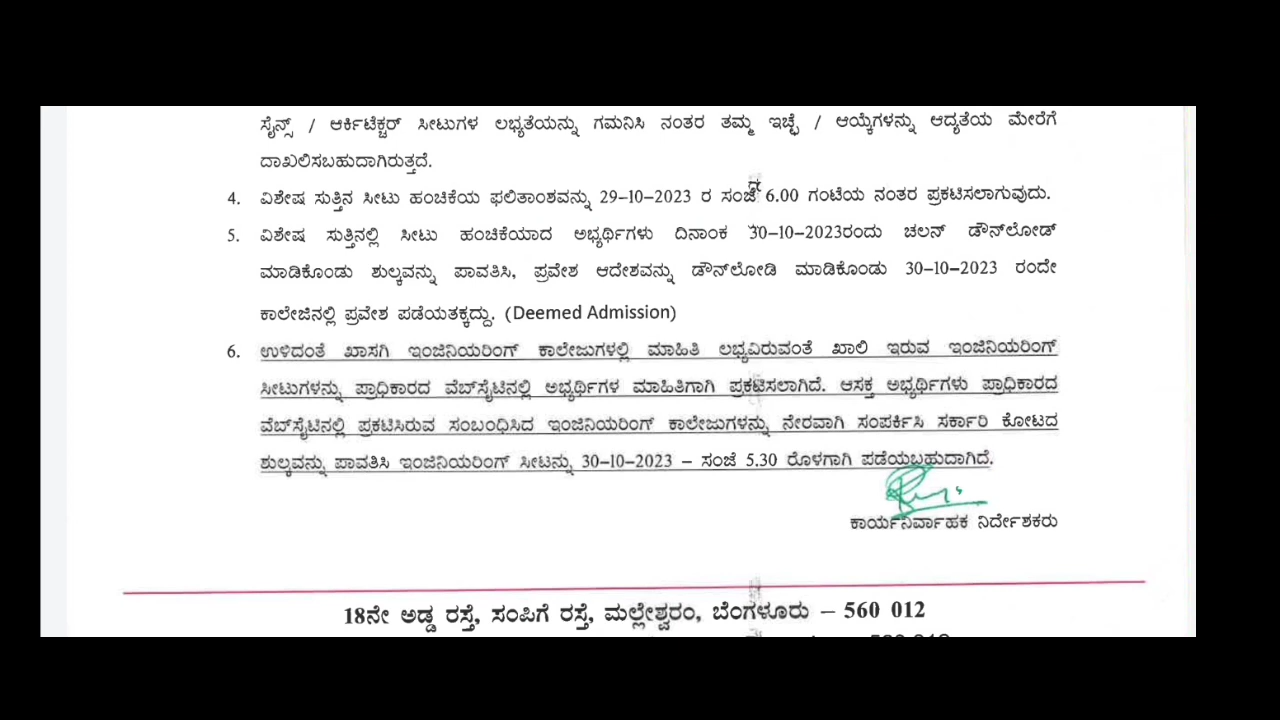 ಸೈನ್ಸ್ / ಆರ್ಕಿಟೆಕ್ಚರ್ ಸೀಟುಗಳ ಲಭ್ಯತೆಯನ್ನು ಗಮನಿಸಿ ನಂತರ ತಮ್ಮ ಇಚ್ಛೆ / ಆಯ್ಕೆಗಳನ್ನು ಆದ್ಯತೆಯ ಮೇರೆಗೆ
ದಾಖಲಿಸಬಹುದಾಗಿರುತ್ತದೆ.
4. ವಿಶೇಷ ಸುತ್ತಿನ ಸೀಟು ಹಂಚಿಕೆಯ ಫಲಿತಾಂಶವನ್ನು 29-10-2023 ರ ಸಂಜೆ 6.00 ಗಂಟೆಯ ನಂತರ ಪ್ರಕಟಿಸಲಾಗುವುದು.
5. ವಿಶೇಷ ಸುತ್ತಿನಲ್ಲಿ ಸೀಟು ಹಂಚಿಕೆಯಾದ ಅಭ್ಯರ್ಥಿಗಳು ದಿನಾಂಕ 30-10-2023ರಂದು ಚಲನ್ ಡೌನ್‌ಲೋಡ್
ಮಾಡಿಕೊಂಡು ಶುಲ್ಕವನ್ನು ಪಾವತಿಸಿ, ಪ್ರವೇಶ ಆದೇಶವನ್ನು ಡೌನ್‌ಲೋಡಿ ಮಾಡಿಕೊಂಡು 30-10-2023 ರಂದೇ
ಕಾಲೇಜಿನಲ್ಲಿ ಪ್ರವೇಶ ಪಡೆಯತಕ್ಕದ್ದು. (Deemed Admission)
6. ಉಳಿದಂತೆ ಖಾಸಗಿ ಇಂಜಿನಿಯರಿಂಗ್ ಕಾಲೇಜುಗಳಲ್ಲಿ ಮಾಹಿತಿ ಲಭ್ಯವಿರುವಂತೆ ಖಾಲಿ ಇರುವ ಇಂಜಿನಿಯರಿಂಗ್
ಸೀಟುಗಳನ್ನು ಪ್ರಾಧಿಕಾರದ ವೆಬ್‌ಸೈಟಿನಲ್ಲಿ ಅಭ್ಯರ್ಥಿಗಳ ಮಾಹಿತಿಗಾಗಿ ಪ್ರಕಟಿಸಲಾಗಿದೆ. ಆಸಕ್ತ ಅಭ್ಯರ್ಥಿಗಳು ಪ್ರಾಧಿಕಾರದ
ವೆಬ್‌ಸೈಟಿನಲ್ಲಿ ಪ್ರಕಟಿಸಿರುವ ಸಂಬಂಧಿಸಿದ ಇಂಜಿನಿಯರಿಂಗ್ ಕಾಲೇಜುಗಳನ್ನು ನೇರವಾಗಿ ಸಂಪರ್ಕಿಸಿ ಸರ್ಕಾರಿ ಕೋಟದ
ಶುಲ್ಕವನ್ನು ಪಾವತಿಸಿ ಇಂಜಿನಿಯರಿಂಗ್ ಸೀಟನ್ನು 30-10-2023 – ಸಂಜೆ 5.30 ರೊಳಗಾಗಿ ಪಡೆಯಬಹುದಾಗಿದೆ.
ಕಾರ್ಯನಿರ್ವಾಹಕ ನಿರ್ದೇಶಕರು
18ನೇ ಅಡ್ಡ ರಸ್ತೆ, ಸಂಪಿಗೆ ರಸ್ತೆ, ಮಲ್ಲೇಶ್ವರಂ, ಬೆಂಗಳೂರು – 560 012